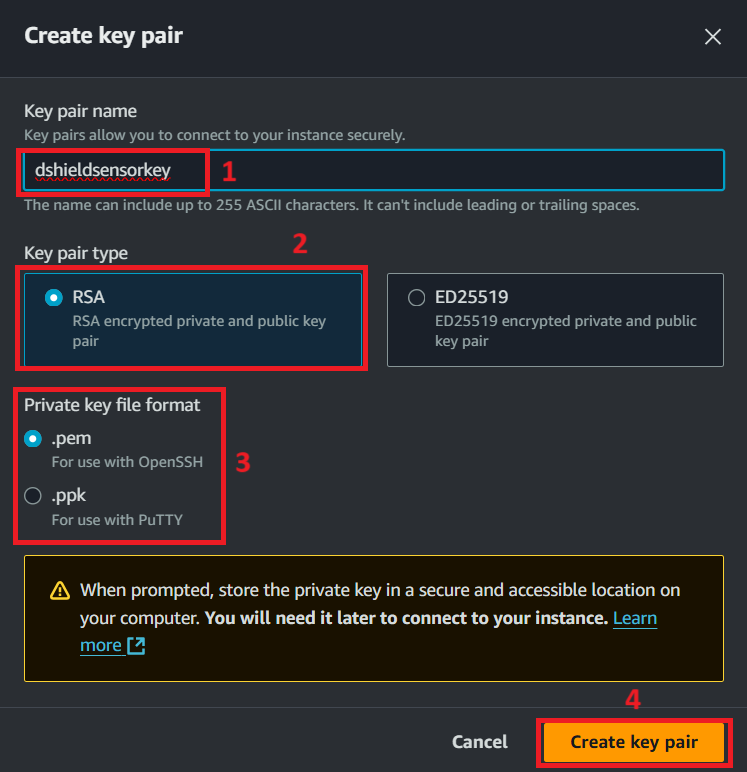 Create key pair
Key pair name
Key pairs allow you to connect to your instance securely.
dshieldsensorkey 1
The name can include up to 255 ASCII characters. It can't include leading or trailing spaces.
2
Key pair type
RSA
RSA encrypted private and public key
pair
ED25519
ED25519 encrypted private and public
key pair
Private key file format
.pem
For use with OpenSSH
3
.ppk
For use with PuTTY
When prompted, store the private key in a secure and accessible location on
your computer. You will need it later to connect to your instance. Learn
more
4
Cancel
Create key pair